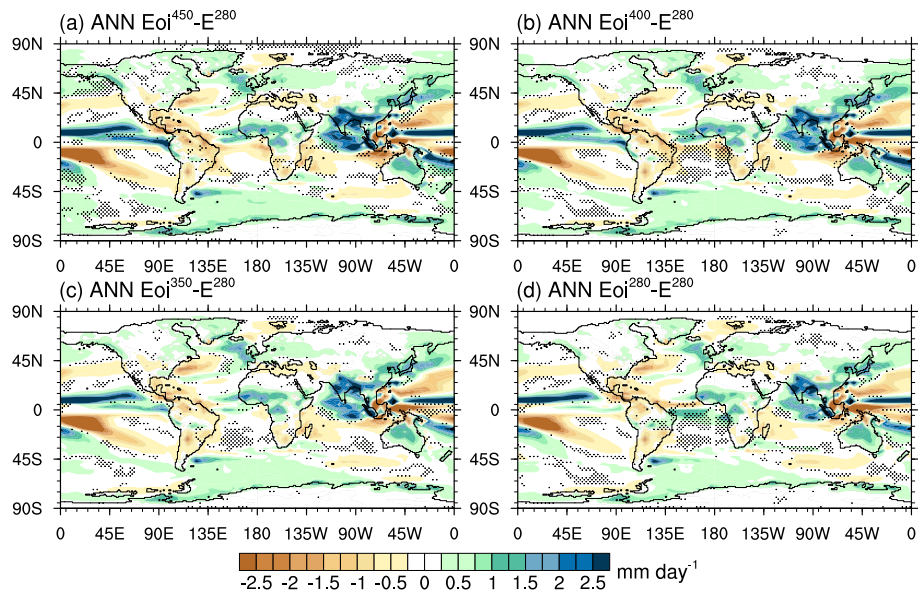 (a) ANN Eoi⁴⁵⁰-E²⁸⁰
(b) ANN Eoi⁴⁰⁰-E²⁸⁰
90N 90N
45N 45N
0 0
45S 45S
90S 90S
0 45E 90E 135E 180 135W 90W 45W 0 0 45E 90E 135E 180 135W 90W 45W 0
(c) ANN Eoi³⁵⁰-E²⁸⁰
(d) ANN Eoi²⁸⁰-E²⁸⁰
90N 90N
45N 45N
0 0
45S 45S
90S 90S
0 45E 90E 135E 180 135W 90W 45W 0 0 45E 90E 135E 180 135W 90W 45W 0
-2.5 -2 -1.5 -1 -0.5 0 0.5 1 1.5 2 2.5 mm day⁻¹